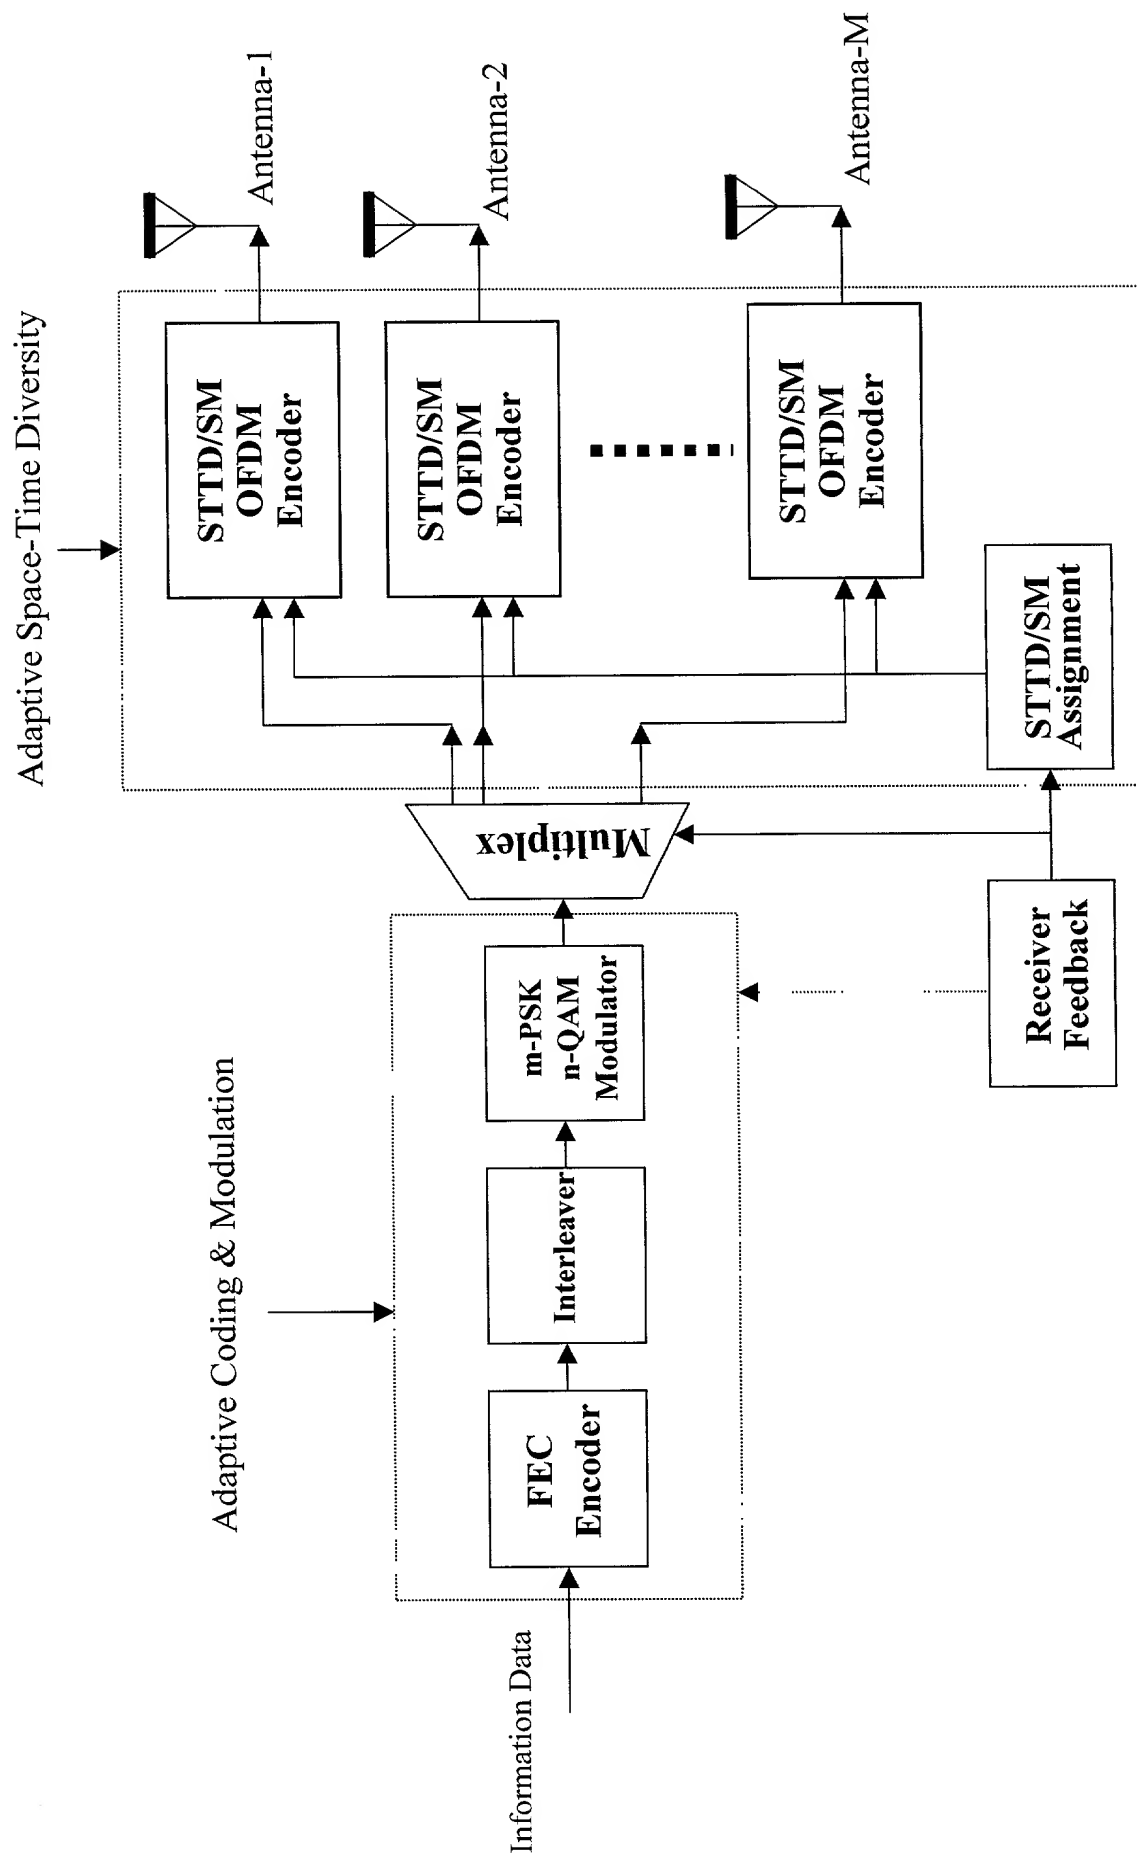 Adaptive Space-Time Diversity
Adaptive Coding & Modulation
Information Data
FEC
Encoder
Interleaver
m-PSK
n-QAM
Modulator
Multiplex
STTD/SM
OFDM
Encoder
Antenna-1
STTD/SM
OFDM
Encoder
Antenna-2
STTD/SM
OFDM
Encoder
Antenna-M
Receiver
Feedback
STTD/SM
Assignment